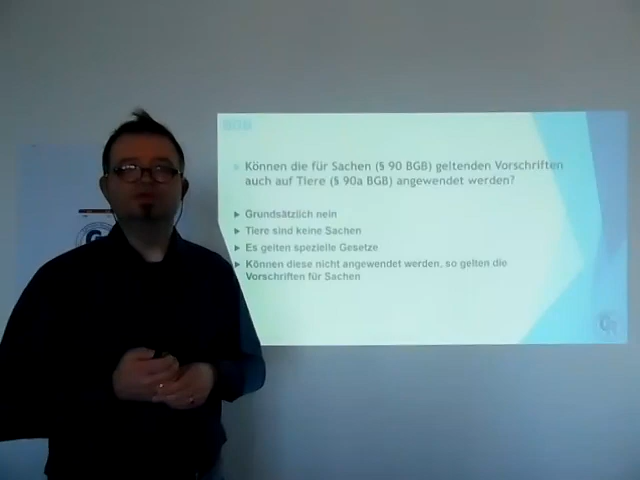 BGB
Können die für Sachen (§ 90 BGB) geltenden Vorschriften
auch auf Tiere (§ 90a BGB) angewendet werden?
Grundsätzlich nein
Tiere sind keine Sachen
Es gelten spezielle Gesetze
Können diese nicht angewendet werden, so gelten die
Vorschriften für Sachen